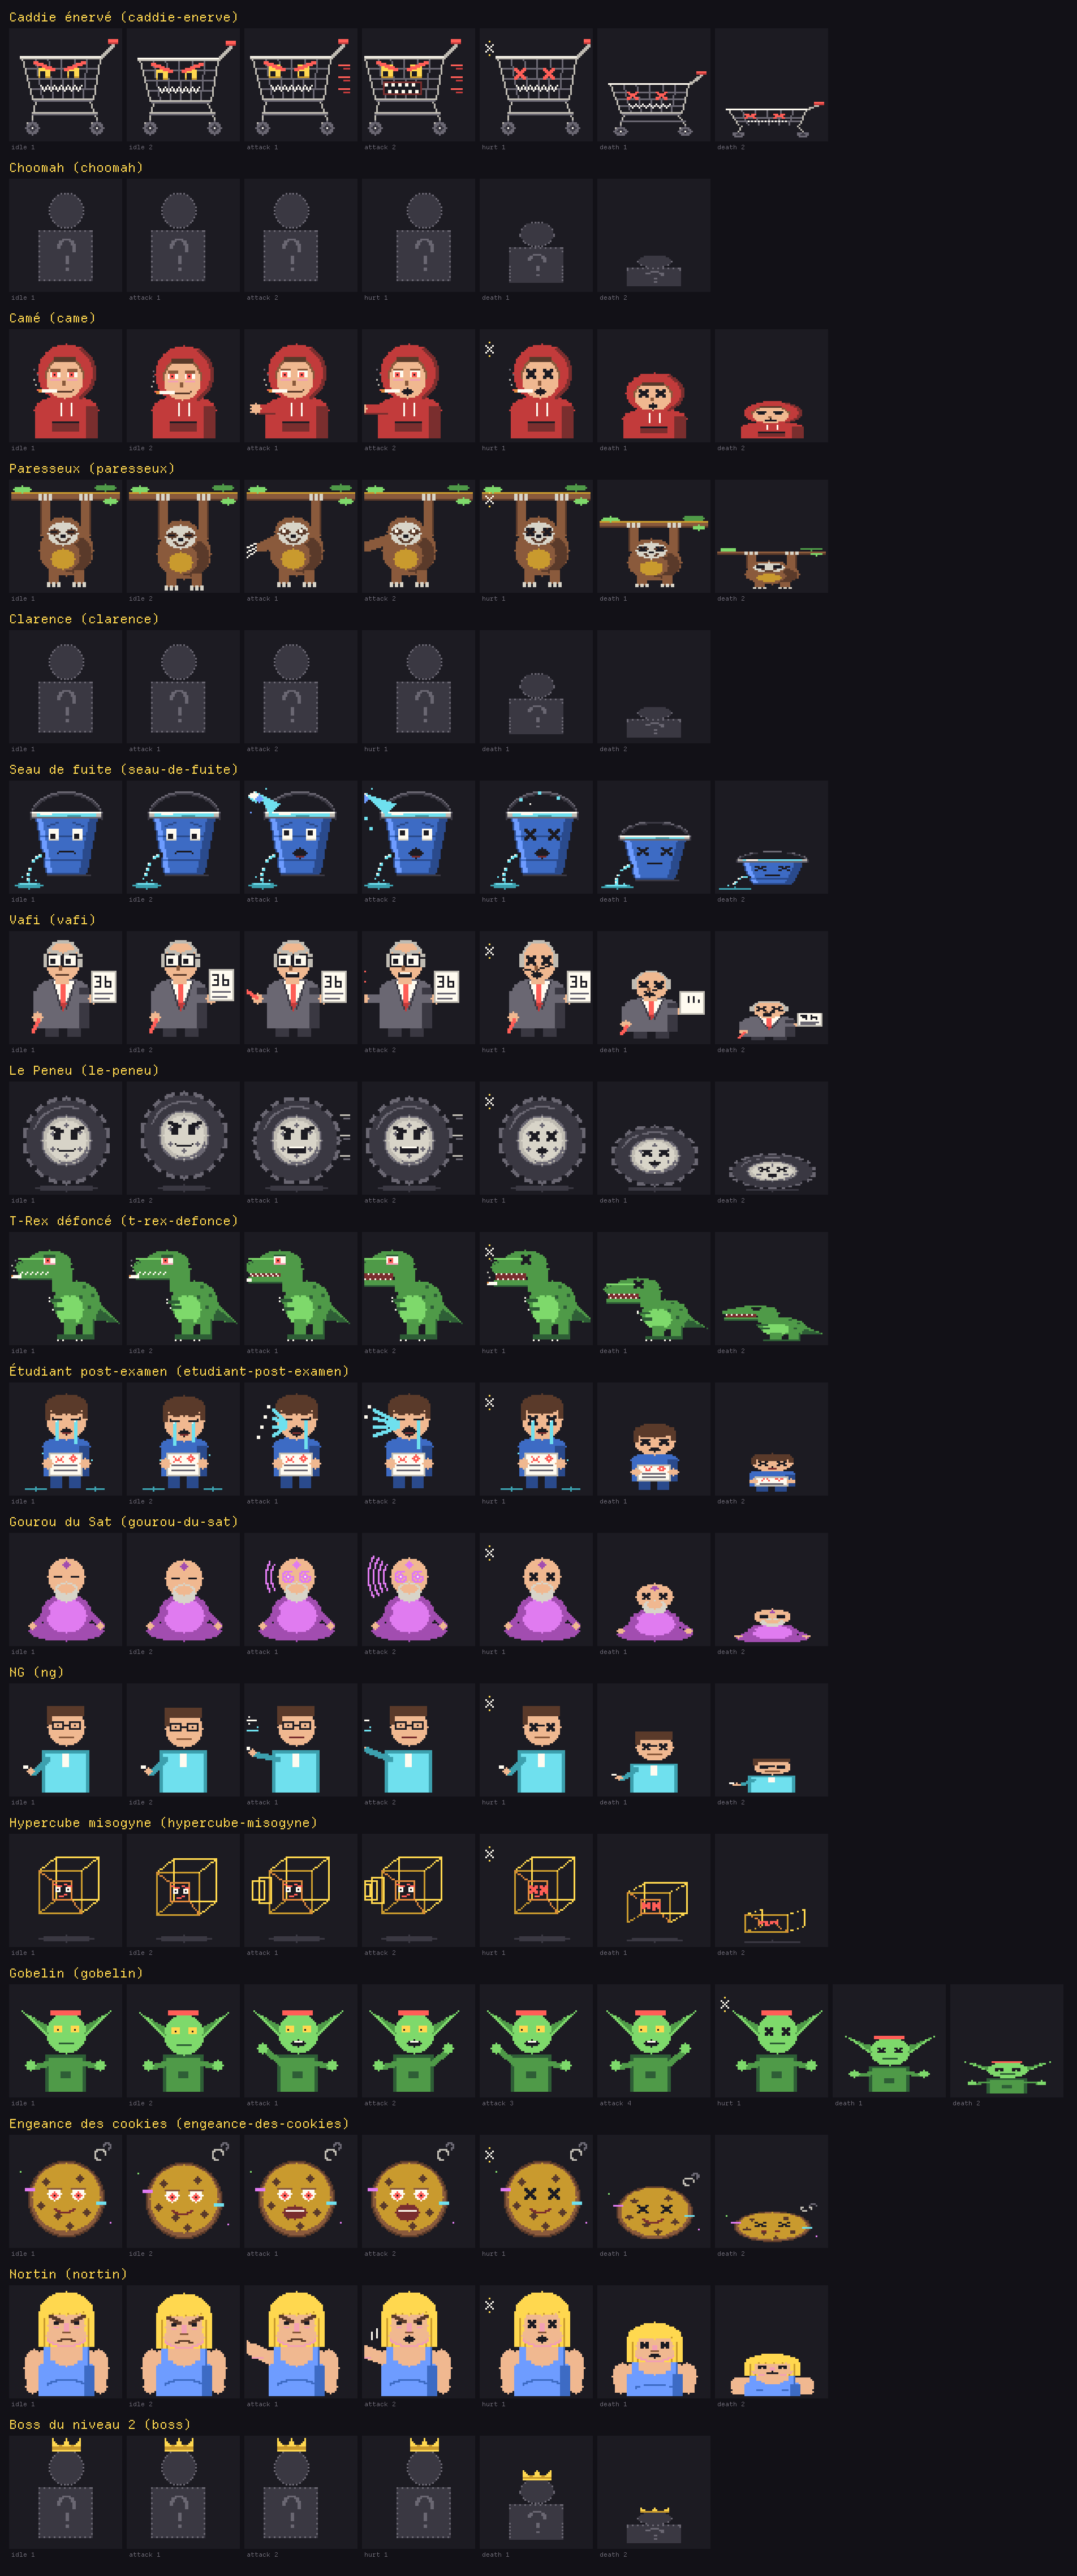 Caddie énervé (caddie-enerve)
idle 1 idle 2 attack 1 attack 2 hurt 1 death 1 death 2
Choomah (choomah)
? ? ? ? ? ?
idle 1 attack 1 attack 2 hurt 1 death 1 death 2
Camé (came)
idle 1 idle 2 attack 1 attack 2 hurt 1 death 1 death 2
Paresseux (paresseux)
idle 1 idle 2 attack 1 attack 2 hurt 1 death 1 death 2
Clarence (clarence)
? ? ? ? ? ?
idle 1 attack 1 attack 2 hurt 1 death 1 death 2
Seau de fuite (seau-de-fuite)
idle 1 idle 2 attack 1 attack 2 hurt 1 death 1 death 2
Vafi (vafi)
36 36 36 36 36
idle 1 idle 2 attack 1 attack 2 hurt 1 death 1 death 2
Le Peneu (le-peneu)
idle 1 idle 2 attack 1 attack 2 hurt 1 death 1 death 2
T-Rex défoncé (t-rex-defonce)
idle 1 idle 2 attack 1 attack 2 hurt 1 death 1 death 2
Étudiant post-examen (etudiant-post-examen)
idle 1 idle 2 attack 1 attack 2 hurt 1 death 1 death 2
Gourou du Sat (gourou-du-sat)
idle 1 idle 2 attack 1 attack 2 hurt 1 death 1 death 2
NG (ng)
idle 1 idle 2 attack 1 attack 2 hurt 1 death 1 death 2
Hypercube misogyne (hypercube-misogyne)
idle 1 idle 2 attack 1 attack 2 hurt 1 death 1 death 2
Gobelin (gobelin)
idle 1 idle 2 attack 1 attack 2 attack 3 attack 4 hurt 1 death 1 death 2
Engeance des cookies (engeance-des-cookies)
idle 1 idle 2 attack 1 attack 2 hurt 1 death 1 death 2
Nortin (nortin)
idle 1 idle 2 attack 1 attack 2 hurt 1 death 1 death 2
Boss du niveau 2 (boss)
? ? ? ? ? ?
idle 1 attack 1 attack 2 hurt 1 death 1 death 2